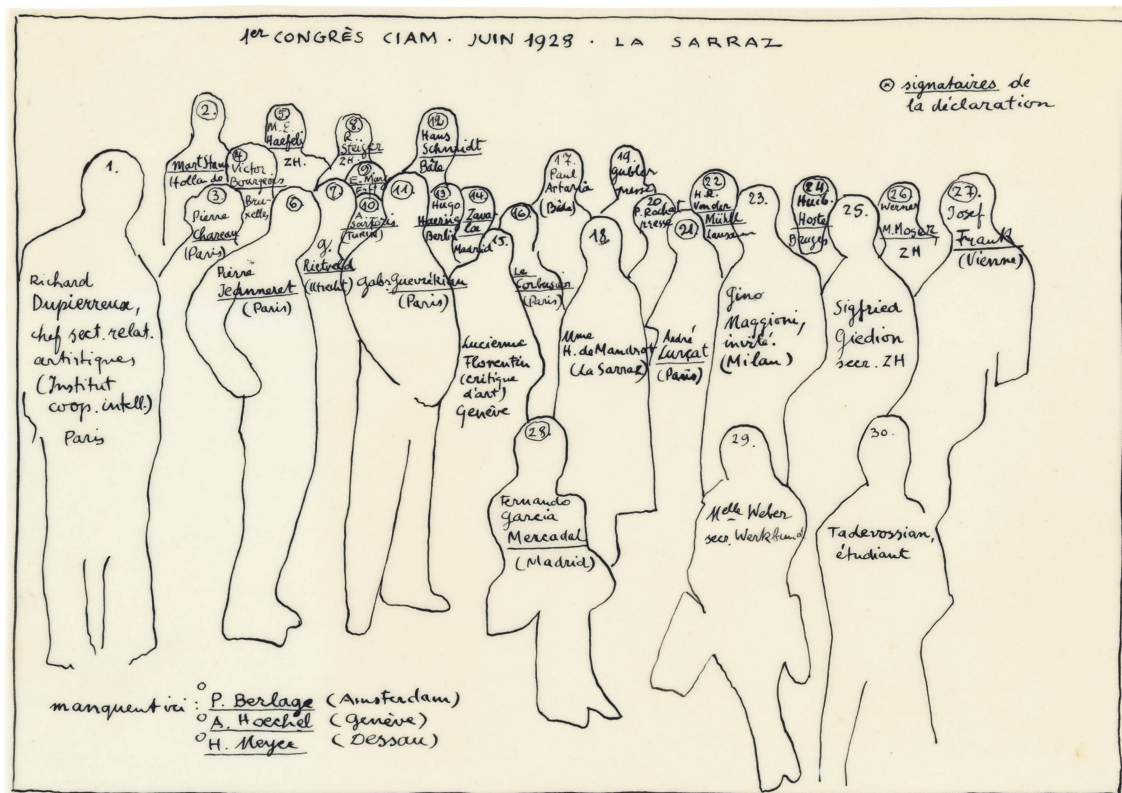 1er CONGRÈS CIAM · JUIN 1928 · LA SARRAZ
⊗ signataires de
la déclaration
1.
Richard
Dupierreux,
chef sect. relat.
artistiques
(Institut
coop. intell.)
Paris
2.
Mart Stam
Hollande
3.
Pierre
Chareau
(Paris)
4.
Victor
Bourgeois
Bru-
xelles
5.
M. E.
Haefeli
ZH.
6.
Pierre
Jeanneret
(Paris)
7.
G.
Rietveld
(Utrecht)
8.
R.
Steiger
ZH.
9.
E. May
10.
A.
Sartoris
(Turin)
11.
Gabr. Guevrékian
(Paris)
12.
Hans
Schmidt
Bâle
13.
Hugo
Haering
Berlin
14.
Zava-
la
Madrid
15.
Lucienne
Florentin
(critique
d'art)
Genève
16.
Le
Corbusier
(Paris)
17.
Paul
Artaria
(Bâle)
18.
Mme
H. de Mandrot
(La Sarraz)
19.
Gubler
presse
20
P. Rochat
presse
21.
André
Lurçat
(Paris)
22
H. R.
Von der
Mühll
Lausan
23.
Gino
Maggioni,
invité.
(Milan)
24
Huib.
Hoste
Bruges
25.
Sigfried
Giedion
secr. ZH
26
Werner
M. Moser
ZH
27.
Josef
Frank
(Vienne)
28.
Fernando
Garcia
Mercadal
(Madrid)
29.
Melle Weber
secr. Werkbund
30.
Tadevossian,
étudiant
manquent ici : ° P. Berlage (Amsterdam)
° A. Hoechel (Genève)
° H. Meyer (Dessau)